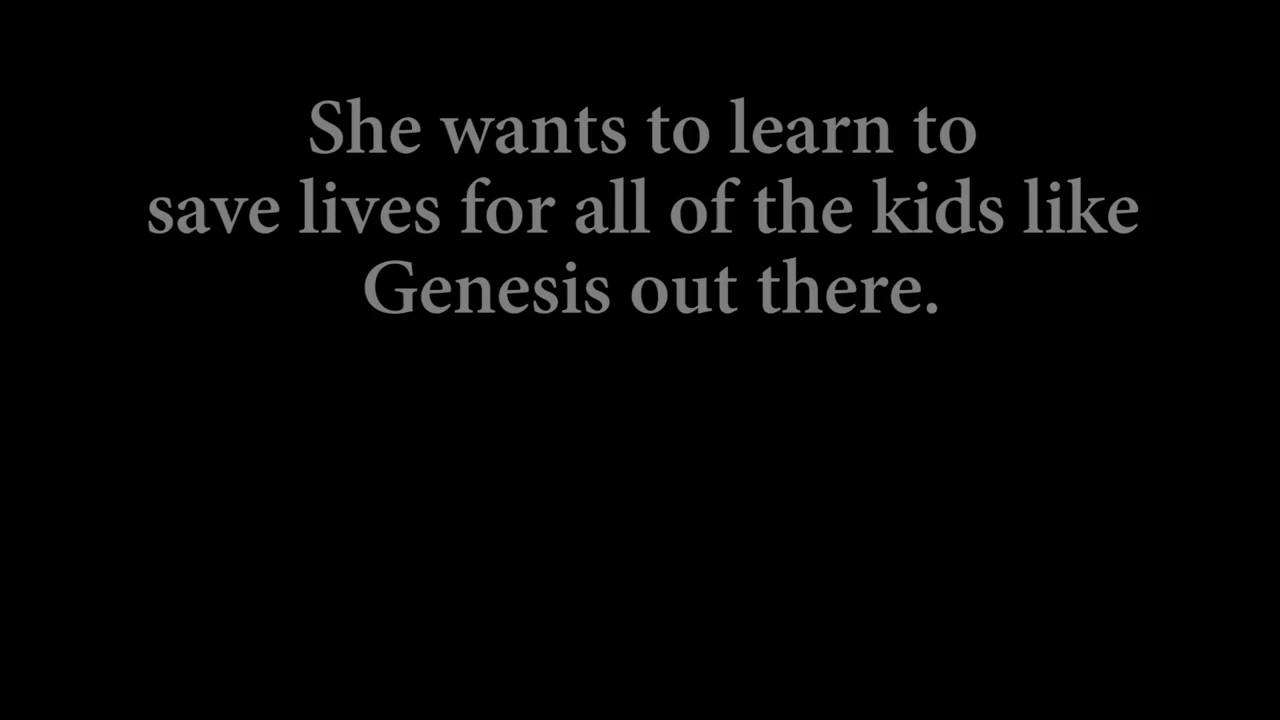 She wants to learn to
save lives for all of the kids like
Genesis out there.